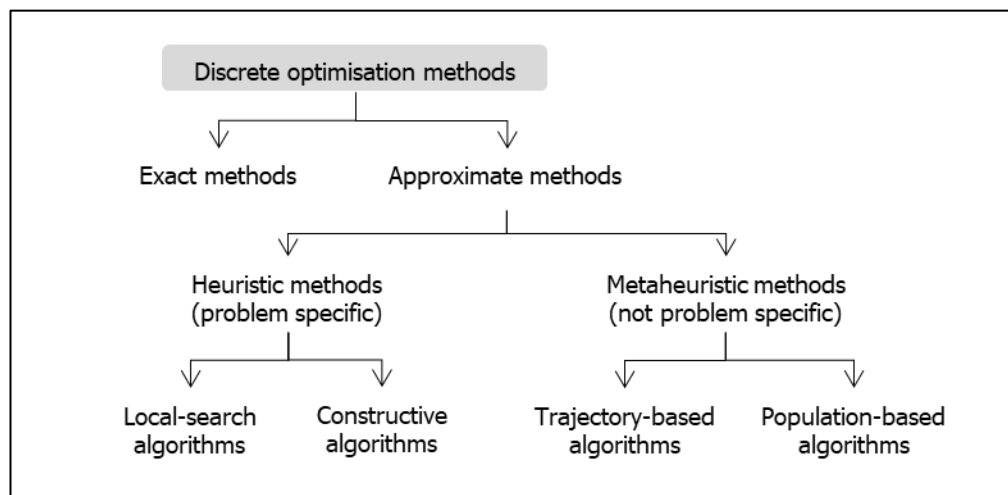 Discrete optimisation methods
Exact methods
Approximate methods
Heuristic methods
(problem specific)
Metaheuristic methods
(not problem specific)
Local-search
algorithms
Constructive
algorithms
Trajectory-based
algorithms
Population-based
algorithms